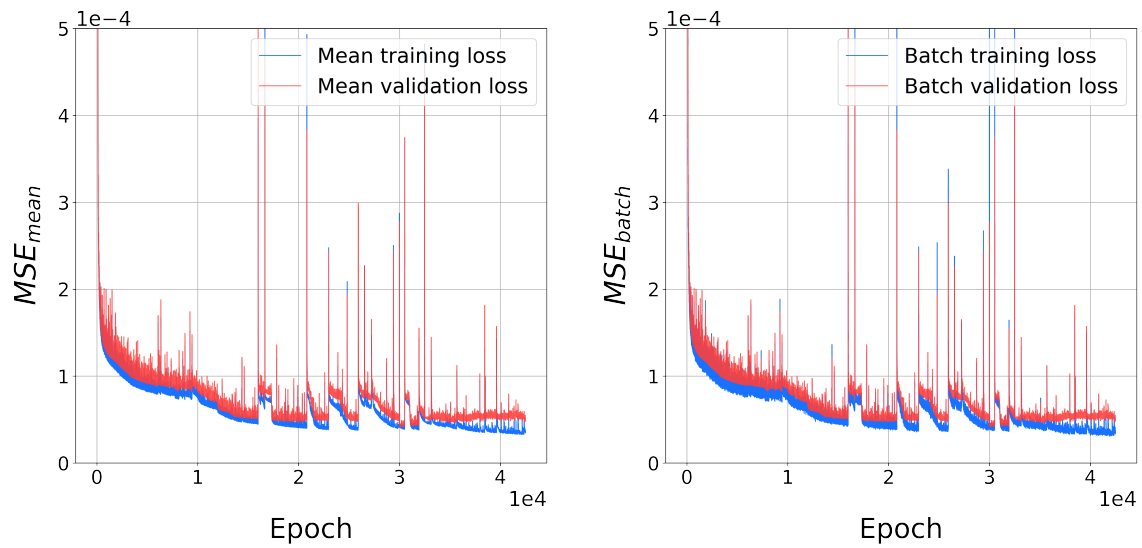 1e−4
5
4
3
2
1
0
MSE_mean
Mean training loss
Mean validation loss
0 1 2 3 4
1e4
Epoch
1e−4
5
4
3
2
1
0
MSE_batch
Batch training loss
Batch validation loss
0 1 2 3 4
1e4
Epoch